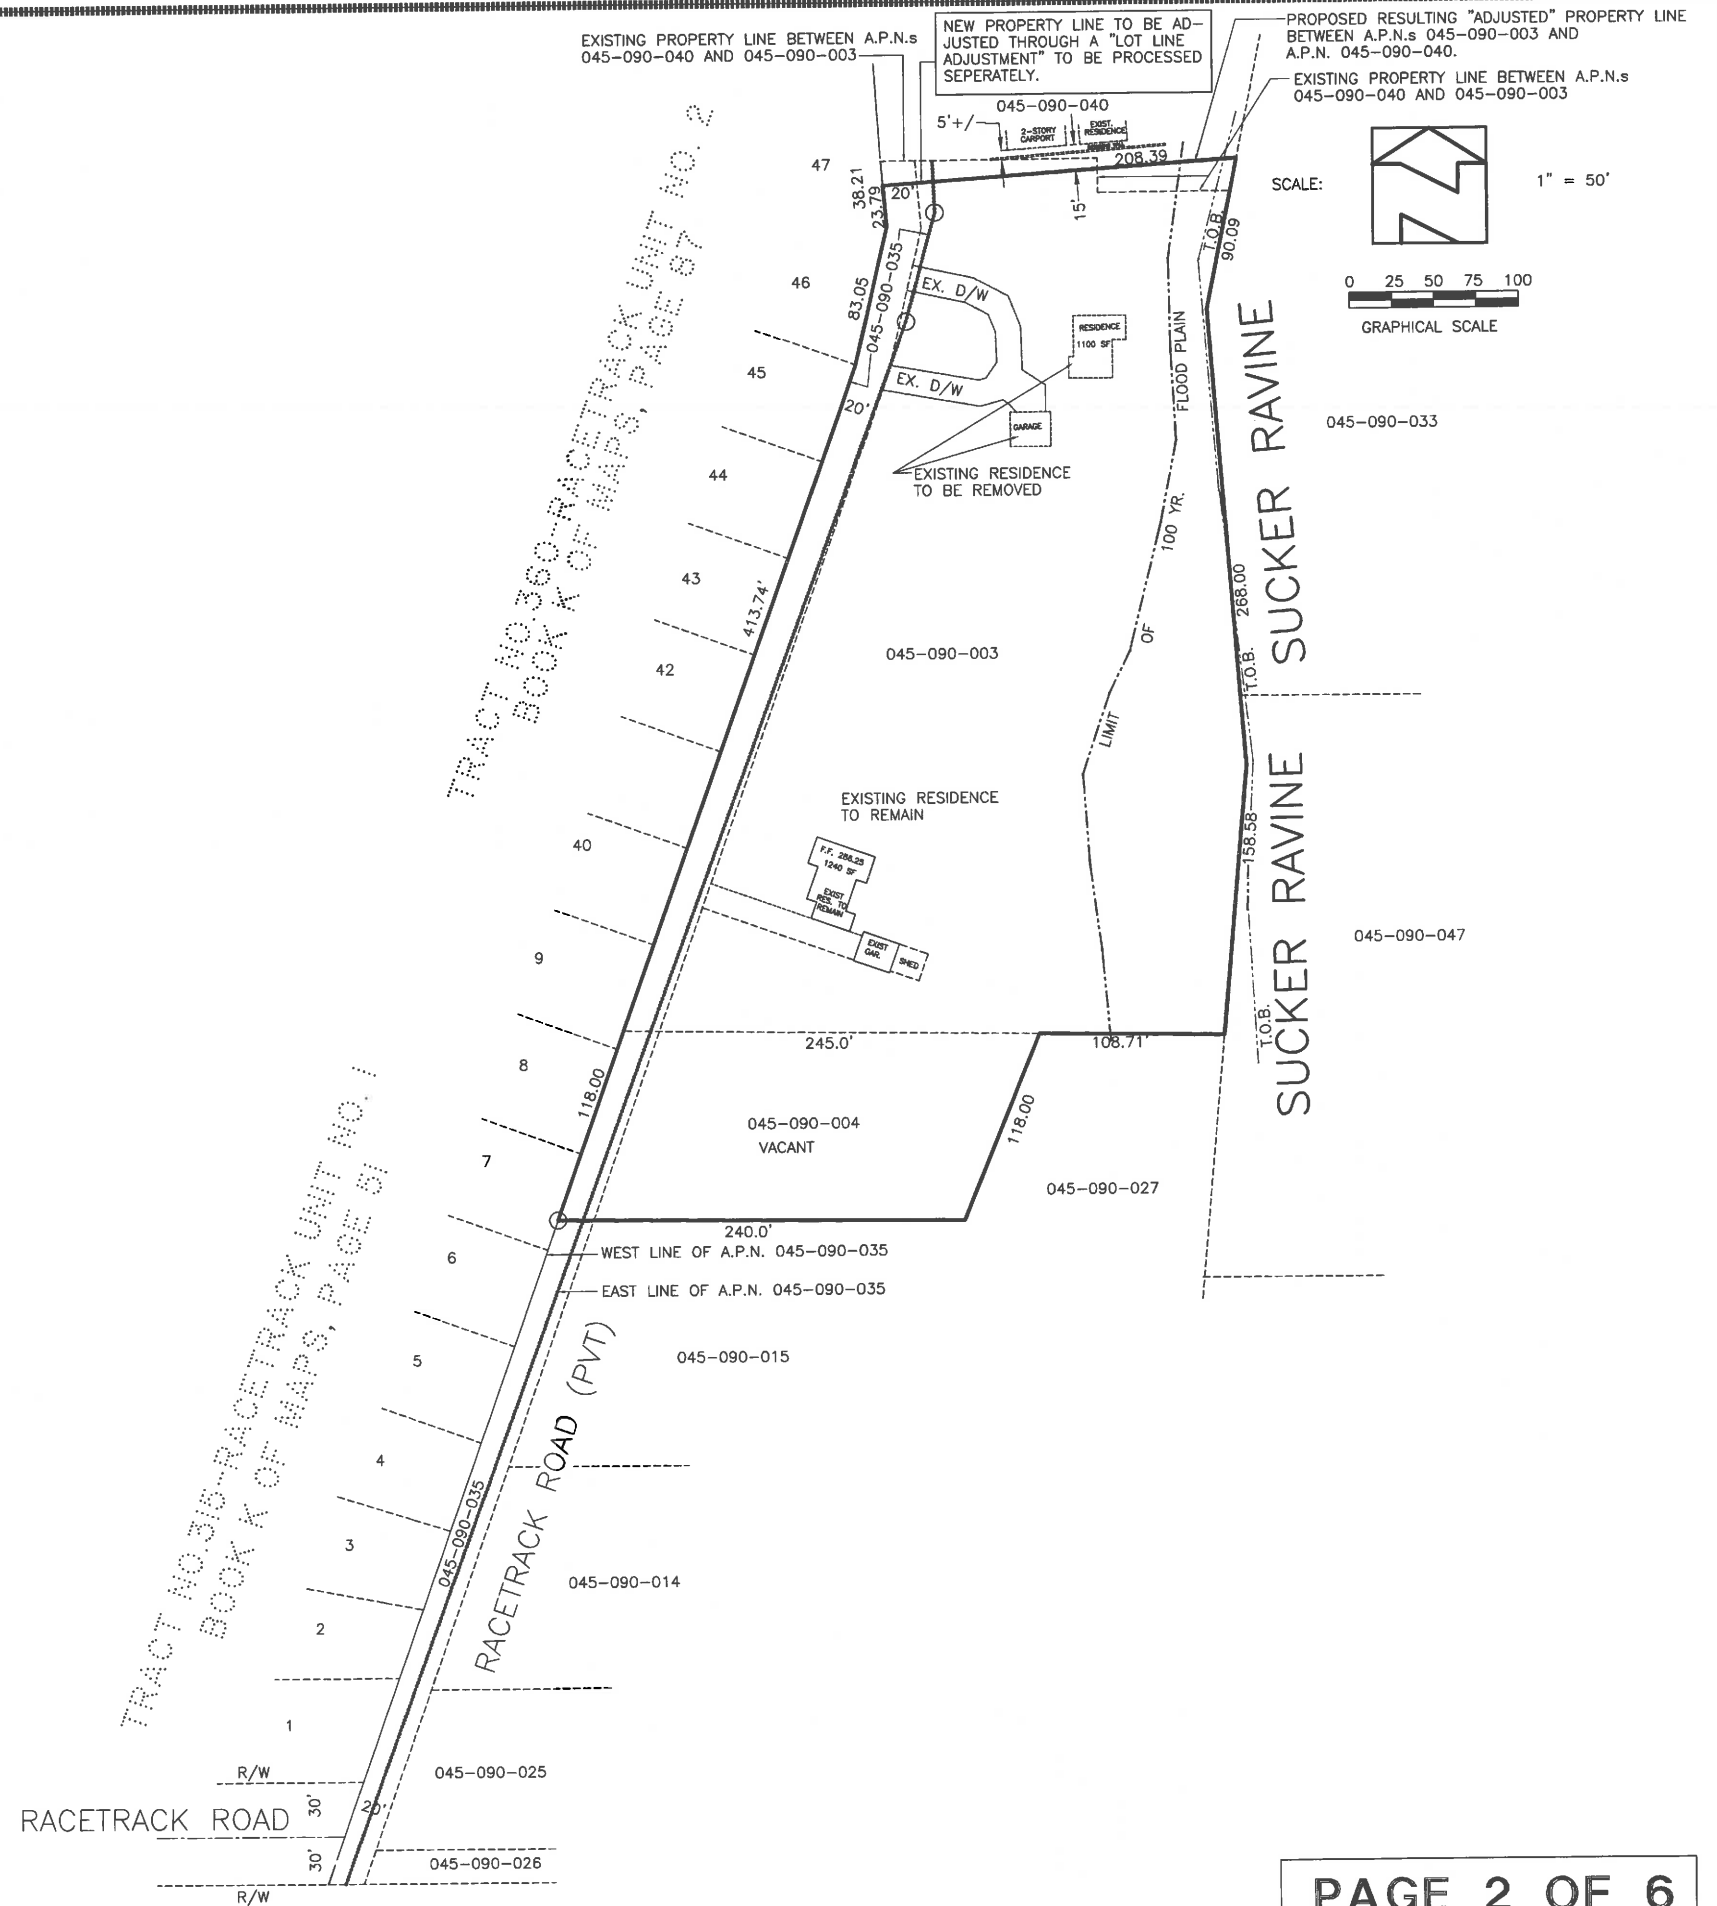 EXISTING PROPERTY LINE BETWEEN A.P.N.s
045-090-040 AND 045-090-003
NEW PROPERTY LINE TO BE AD-
JUSTED THROUGH A "LOT LINE
ADJUSTMENT" TO BE PROCESSED
SEPERATELY.
PROPOSED RESULTING "ADJUSTED" PROPERTY LINE
BETWEEN A.P.N.s 045-090-003 AND
A.P.N. 045-090-040.
EXISTING PROPERTY LINE BETWEEN A.P.N.s
045-090-040 AND 045-090-003
045-090-040
5'+/-
2-STORY
CARPORT
EXIST.
RESIDENCE
208.39
47
38.21
23.79
20'
15'
SCALE:
1" = 50'
0 25 50 75 100
GRAPHICAL SCALE
T.O.B.
90.09
TRACT NO.360-RACETRACK UNIT NO. 2
BOOK K OF MAPS, PAGE 87
46
83.05
045-090-035
EX. D/W
RESIDENCE
1100 SF
45
EX. D/W
20'
GARAGE
EXISTING RESIDENCE
TO BE REMOVED
LIMIT OF 100 YR. FLOOD PLAIN
SUCKER RAVINE
045-090-033
44
43
413.74'
268.00
42
045-090-003
T.O.B.
EXISTING RESIDENCE
TO REMAIN
40
F.F. 286.25
1240 SF
EXIST
RES. TO
REMAIN
EXIST
GAR.
SHED
158.58
SUCKER RAVINE
045-090-047
9
T.O.B.
245.0'
108.71'
8
118.00
118.00
045-090-004
VACANT
7
045-090-027
240.0'
6
WEST LINE OF A.P.N. 045-090-035
EAST LINE OF A.P.N. 045-090-035
TRACT NO.315-RACETRACK UNIT NO. 1
BOOK K OF MAPS, PAGE 51
5
045-090-015
RACETRACK ROAD (PVT)
4
045-090-035
3
045-090-014
2
1
R/W
045-090-025
RACETRACK ROAD
30'
20'
30'
045-090-026
R/W
PAGE 2 OF 6